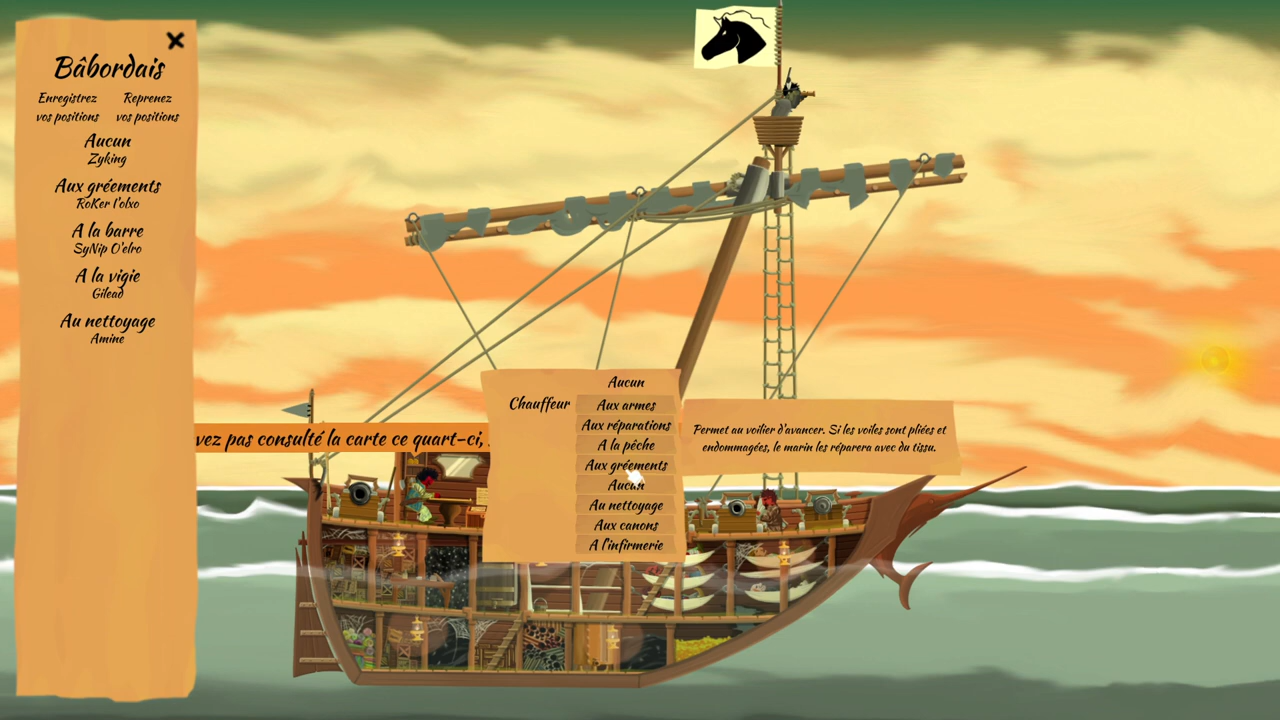 Bâbordais
Enregistrez vos positions
Reprenez vos positions
Aucun
Zyking
Aux gréements
RoKer l'olxo
A la barre
SyNip O'elro
A la vigie
Gilead
Au nettoyage
Amine
vez pas consulté la carte ce quart-ci,
Aucun
Chauffeur
Aux armes
Aux réparations
A la pêche
Aux gréements
Aucun
Au nettoyage
Aux canons
A l'infirmerie
Permet au voilier d'avancer. Si les voiles sont pliées et
endommagées, le marin les réparera avec du tissu.